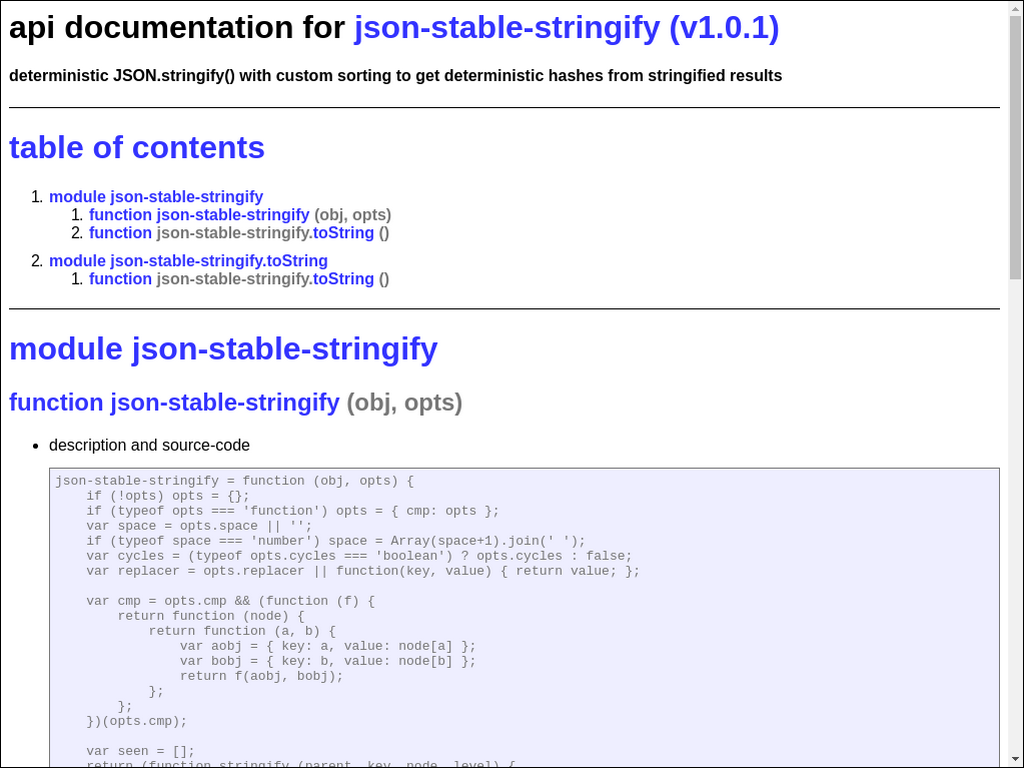 api documentation for json-stable-stringify (v1.0.1)
deterministic JSON.stringify() with custom sorting to get deterministic hashes from stringified results
table of contents
1. module json-stable-stringify
1. function json-stable-stringify (obj, opts)
2. function json-stable-stringify.toString ()
2. module json-stable-stringify.toString
1. function json-stable-stringify.toString ()
module json-stable-stringify
function json-stable-stringify (obj, opts)
• description and source-code
json-stable-stringify = function (obj, opts) {
    if (!opts) opts = {};
    if (typeof opts === 'function') opts = { cmp: opts };
    var space = opts.space || '';
    if (typeof space === 'number') space = Array(space+1).join(' ');
    var cycles = (typeof opts.cycles === 'boolean') ? opts.cycles : false;
    var replacer = opts.replacer || function(key, value) { return value; };
    var cmp = opts.cmp && (function (f) {
        return function (node) {
            return function (a, b) {
                var aobj = { key: a, value: node[a] };
                var bobj = { key: b, value: node[b] };
                return f(aobj, bobj);
            };
        };
    })(opts.cmp);
    var seen = [];
    return (function stringify (parent, key, node, level) {